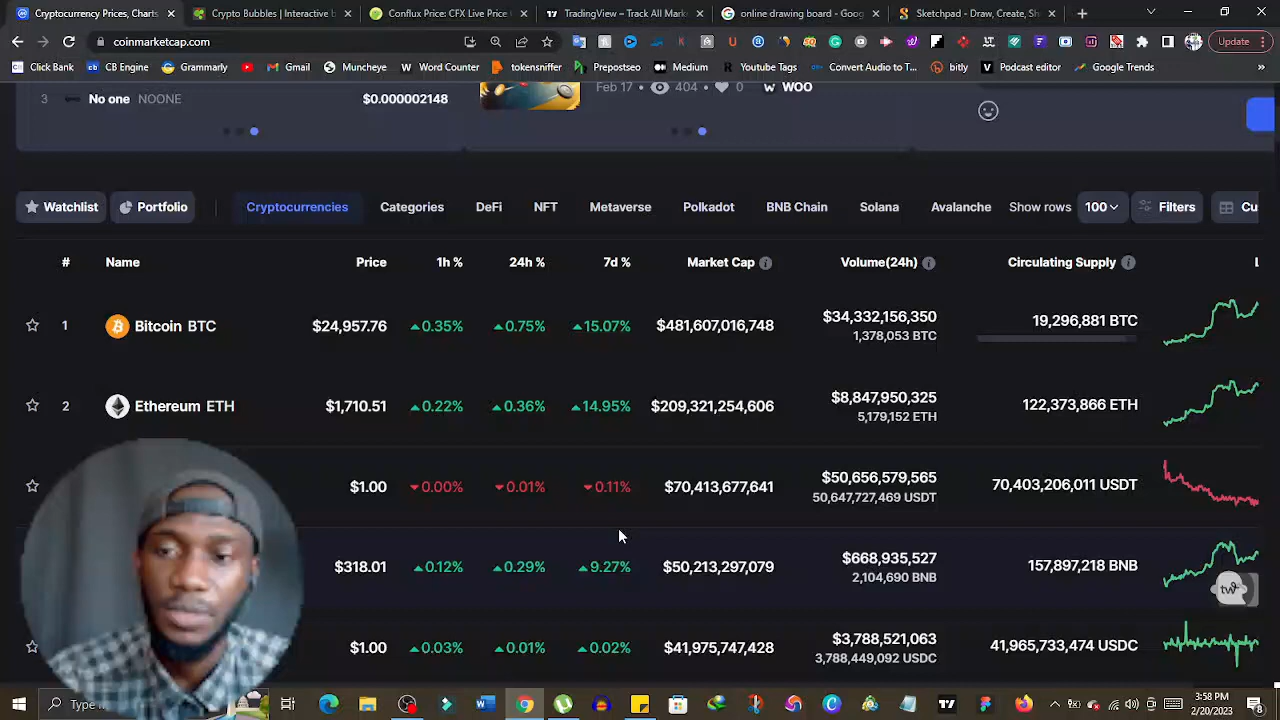 Crypto Prices, Charts
Crypto Bubbles | Interactive b
Conflux Price: CFX Live Price
TradingView – Track All Marke
online drawing board - Goog
Sketchpad - Draw, Create, Sh
coinmarketcap.com
Update
Click Bank
CB Engine
Grammarly
Gmail
Muncheye
Word Counter
tokensniffer
Prepostseo
Medium
Youtube Tags
Convert Audio to T...
bitly
Podcast editor
Google Trends
3 No one NOONE $0.000002148
Feb 17 • 404 • 0 WOO
Watchlist Portfolio Cryptocurrencies Categories DeFi NFT Metaverse Polkadot BNB Chain Solana Avalanche Show rows 100 Filters Cu
# Name Price 1h % 24h % 7d % Market Cap Volume(24h) Circulating Supply L
1 Bitcoin BTC $24,957.76 0.35% 0.75% 15.07% $481,607,016,748 $34,332,156,350 19,296,881 BTC
1,378,053 BTC
2 Ethereum ETH $1,710.51 0.22% 0.36% 14.95% $209,321,254,606 $8,847,950,325 122,373,866 ETH
5,179,152 ETH
$1.00 0.00% 0.01% 0.11% $70,413,677,641 $50,656,579,565 70,403,206,011 USDT
50,647,727,469 USDT
$318.01 0.12% 0.29% 9.27% $50,213,297,079 $668,935,527 157,897,218 BNB
2,104,690 BNB
$1.00 0.03% 0.01% 0.02% $41,975,747,428 $3,788,521,063 41,965,733,474 USDC
3,788,449,092 USDC
3:58 PM
2/20/2023